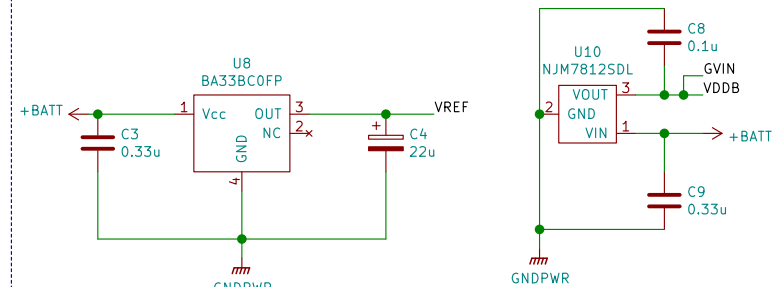 U8
BA33BC0FP
+BATT
1
Vcc
OUT
3
VREF
NC
2
C3
0.33u
GND
4
+
C4
22u
GNDPWR
C8
0.1u
U10
NJM7812SDL
GVIN
VOUT
3
VDDB
2
GND
VIN
1
+BATT
C9
0.33u
GNDPWR